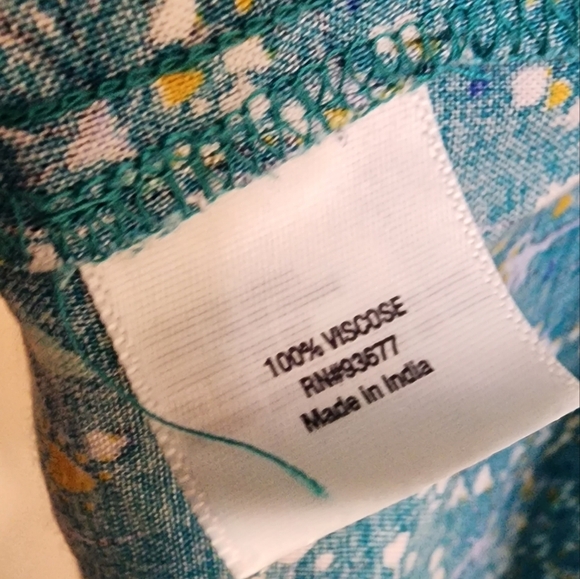 100% VISCOSE
RN#93677
Made in India